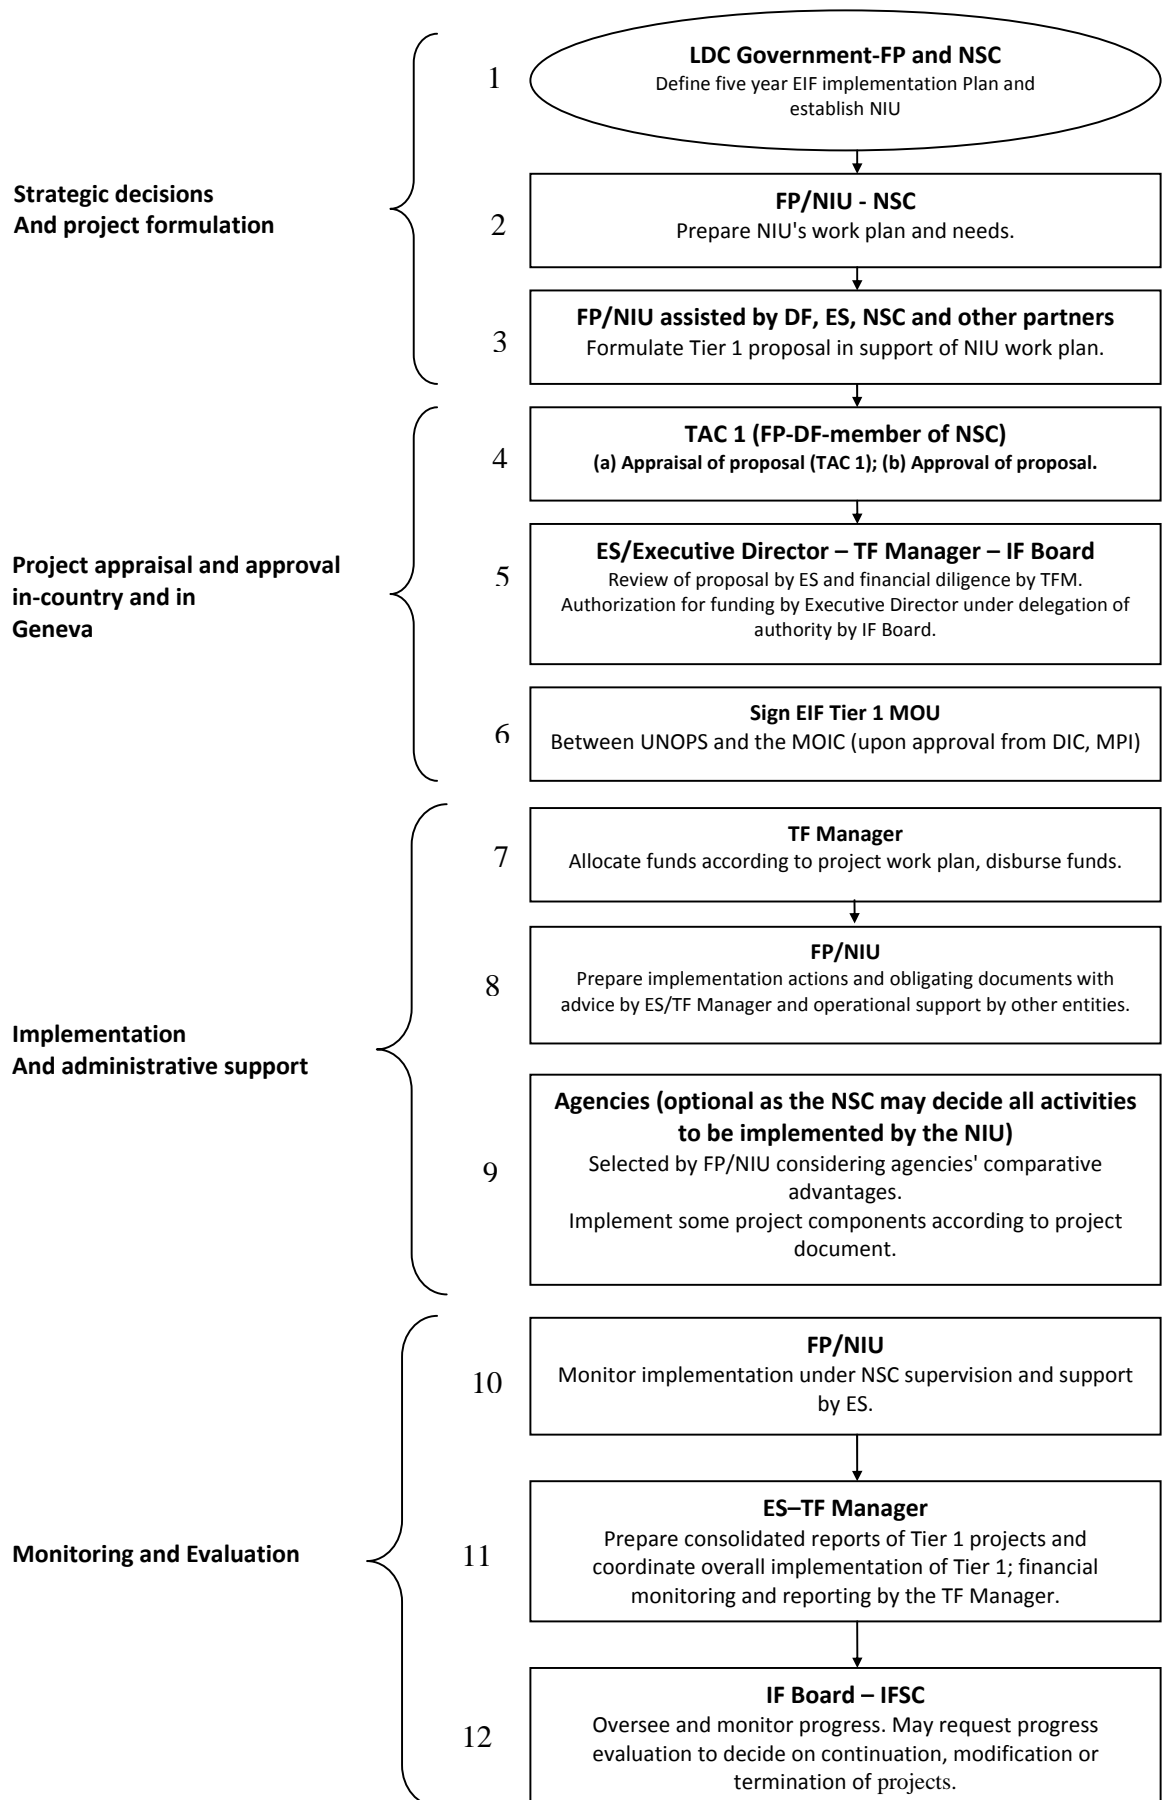 LDC Government-FP and NSC
1
Define five year EIF implementation Plan and
establish NIU
Strategic decisions
And project formulation
FP/NIU - NSC
2
Prepare NIU's work plan and needs.
FP/NIU assisted by DF, ES, NSC and other partners
3
Formulate Tier 1 proposal in support of NIU work plan.
TAC 1 (FP-DF-member of NSC)
4
(a) Appraisal of proposal (TAC 1); (b) Approval of proposal.
Project appraisal and approval
in-country and in
Geneva
ES/Executive Director – TF Manager – IF Board
5
Review of proposal by ES and financial diligence by TFM.
Authorization for funding by Executive Director under delegation of
authority by IF Board.
Sign EIF Tier 1 MOU
6
Between UNOPS and the MOIC (upon approval from DIC, MPI)
TF Manager
7
Allocate funds according to project work plan, disburse funds.
FP/NIU
8
Prepare implementation actions and obligating documents with
advice by ES/TF Manager and operational support by other entities.
Implementation
And administrative support
Agencies (optional as the NSC may decide all activities
to be implemented by the NIU)
9
Selected by FP/NIU considering agencies' comparative
advantages.
Implement some project components according to project
document.
FP/NIU
10
Monitor implementation under NSC supervision and support
by ES.
Monitoring and Evaluation
ES–TF Manager
11
Prepare consolidated reports of Tier 1 projects and
coordinate overall implementation of Tier 1; financial
monitoring and reporting by the TF Manager.
IF Board – IFSC
12
Oversee and monitor progress. May request progress
evaluation to decide on continuation, modification or
termination of projects.